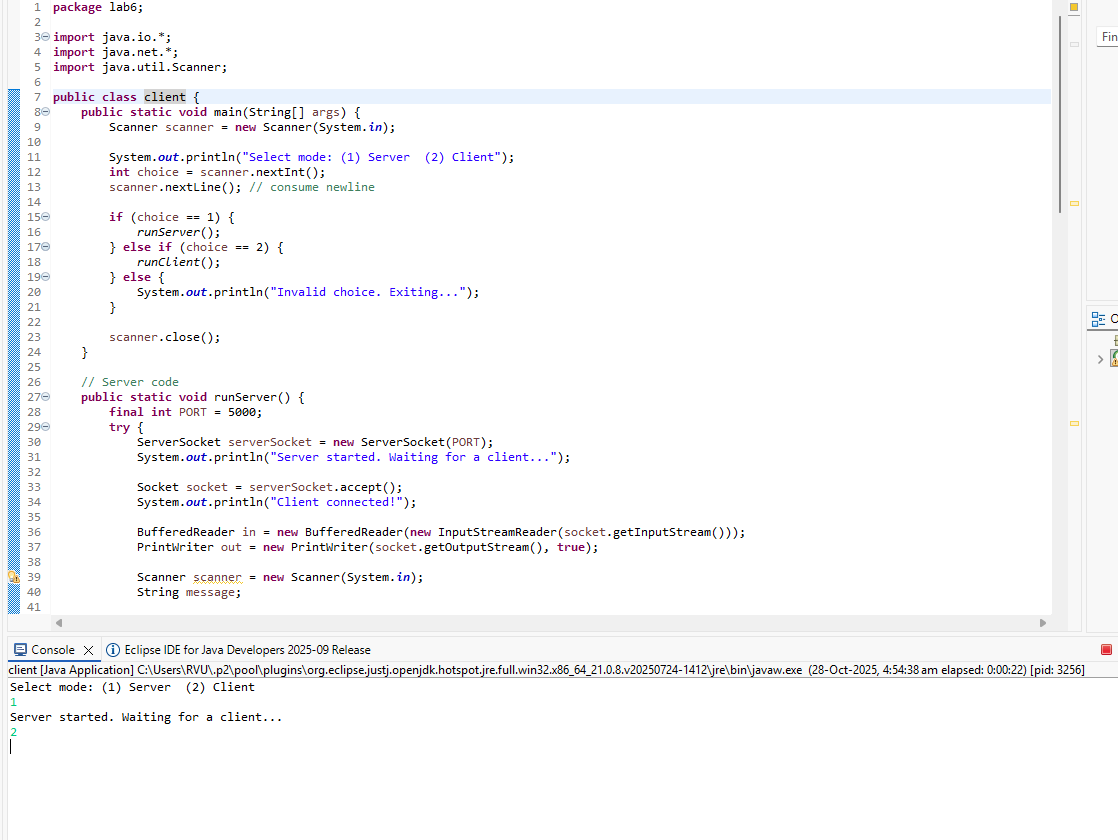 1 package lab6;
2
3 import java.io.*;
4 import java.net.*;
5 import java.util.Scanner;
6
7 public class client {
8     public static void main(String[] args) {
9         Scanner scanner = new Scanner(System.in);
10
11         System.out.println("Select mode: (1) Server  (2) Client");
12         int choice = scanner.nextInt();
13         scanner.nextLine(); // consume newline
14
15         if (choice == 1) {
16             runServer();
17         } else if (choice == 2) {
18             runClient();
19         } else {
20             System.out.println("Invalid choice. Exiting...");
21         }
22
23         scanner.close();
24     }
25
26     // Server code
27     public static void runServer() {
28         final int PORT = 5000;
29         try {
30             ServerSocket serverSocket = new ServerSocket(PORT);
31             System.out.println("Server started. Waiting for a client...");
32
33             Socket socket = serverSocket.accept();
34             System.out.println("Client connected!");
35
36             BufferedReader in = new BufferedReader(new InputStreamReader(socket.getInputStream()));
37             PrintWriter out = new PrintWriter(socket.getOutputStream(), true);
38
39             Scanner scanner = new Scanner(System.in);
40             String message;
41
Fin
Console Eclipse IDE for Java Developers 2025-09 Release
client [Java Application] C:\Users\RVU\.p2\pool\plugins\org.eclipse.justj.openjdk.hotspot.jre.full.win32.x86_64_21.0.8.v20250724-1412\jre\bin\javaw.exe  (28-Oct-2025, 4:54:38 am elapsed: 0:00:22) [pid: 3256]
Select mode: (1) Server  (2) Client
1
Server started. Waiting for a client...
2